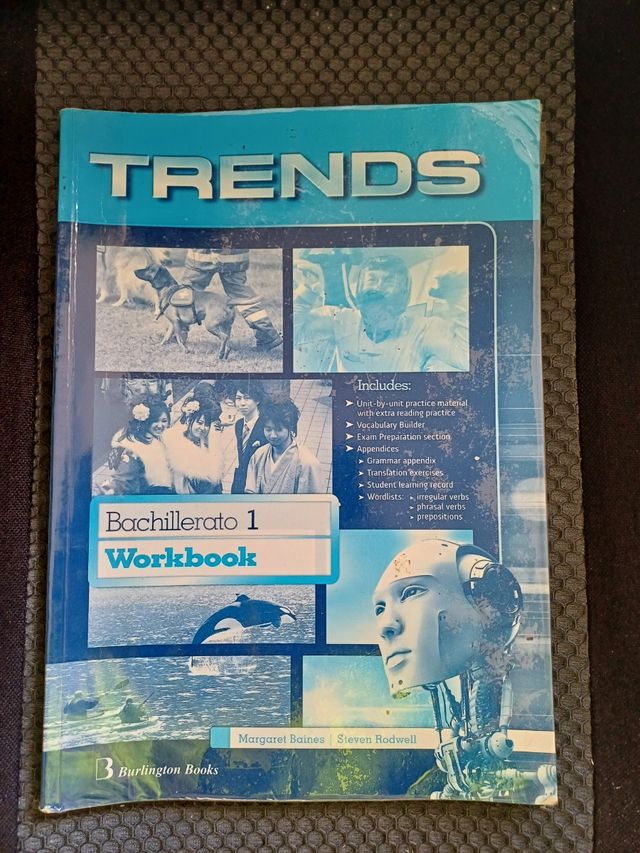 TRENDS
Includes:
Unit-by-unit practice material
with extra reading practice
Vocabulary Builder
Exam Preparation section
Appendices
Grammar appendix
Translation exercises
Student learning record
Wordlists: irregular verbs
phrasal verbs
prepositions
Bachillerato 1
Workbook
Margaret Baines | Steven Rodwell
B Burlington Books